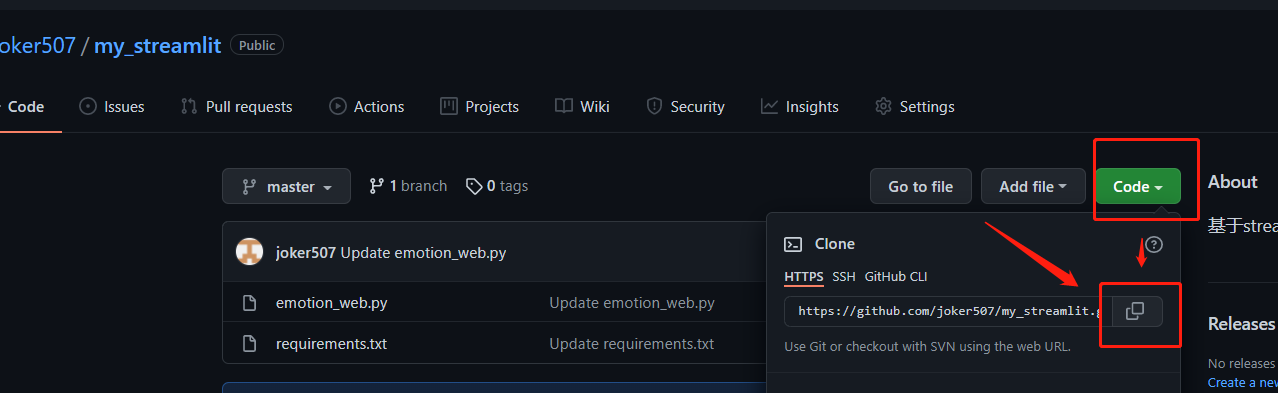 oker507 / my_streamlit Public
Code Issues Pull requests Actions Projects Wiki Security Insights Settings
master 1 branch 0 tags Go to file Add file Code
About
joker507 Update emotion_web.py
Clone
基于strea
HTTPS SSH GitHub CLI
emotion_web.py Update emotion_web.py
https://github.com/joker507/my_streamlit.g
Releases
requirements.txt Update requirements.txt
Use Git or checkout with SVN using the web URL.
No releases
Create a new